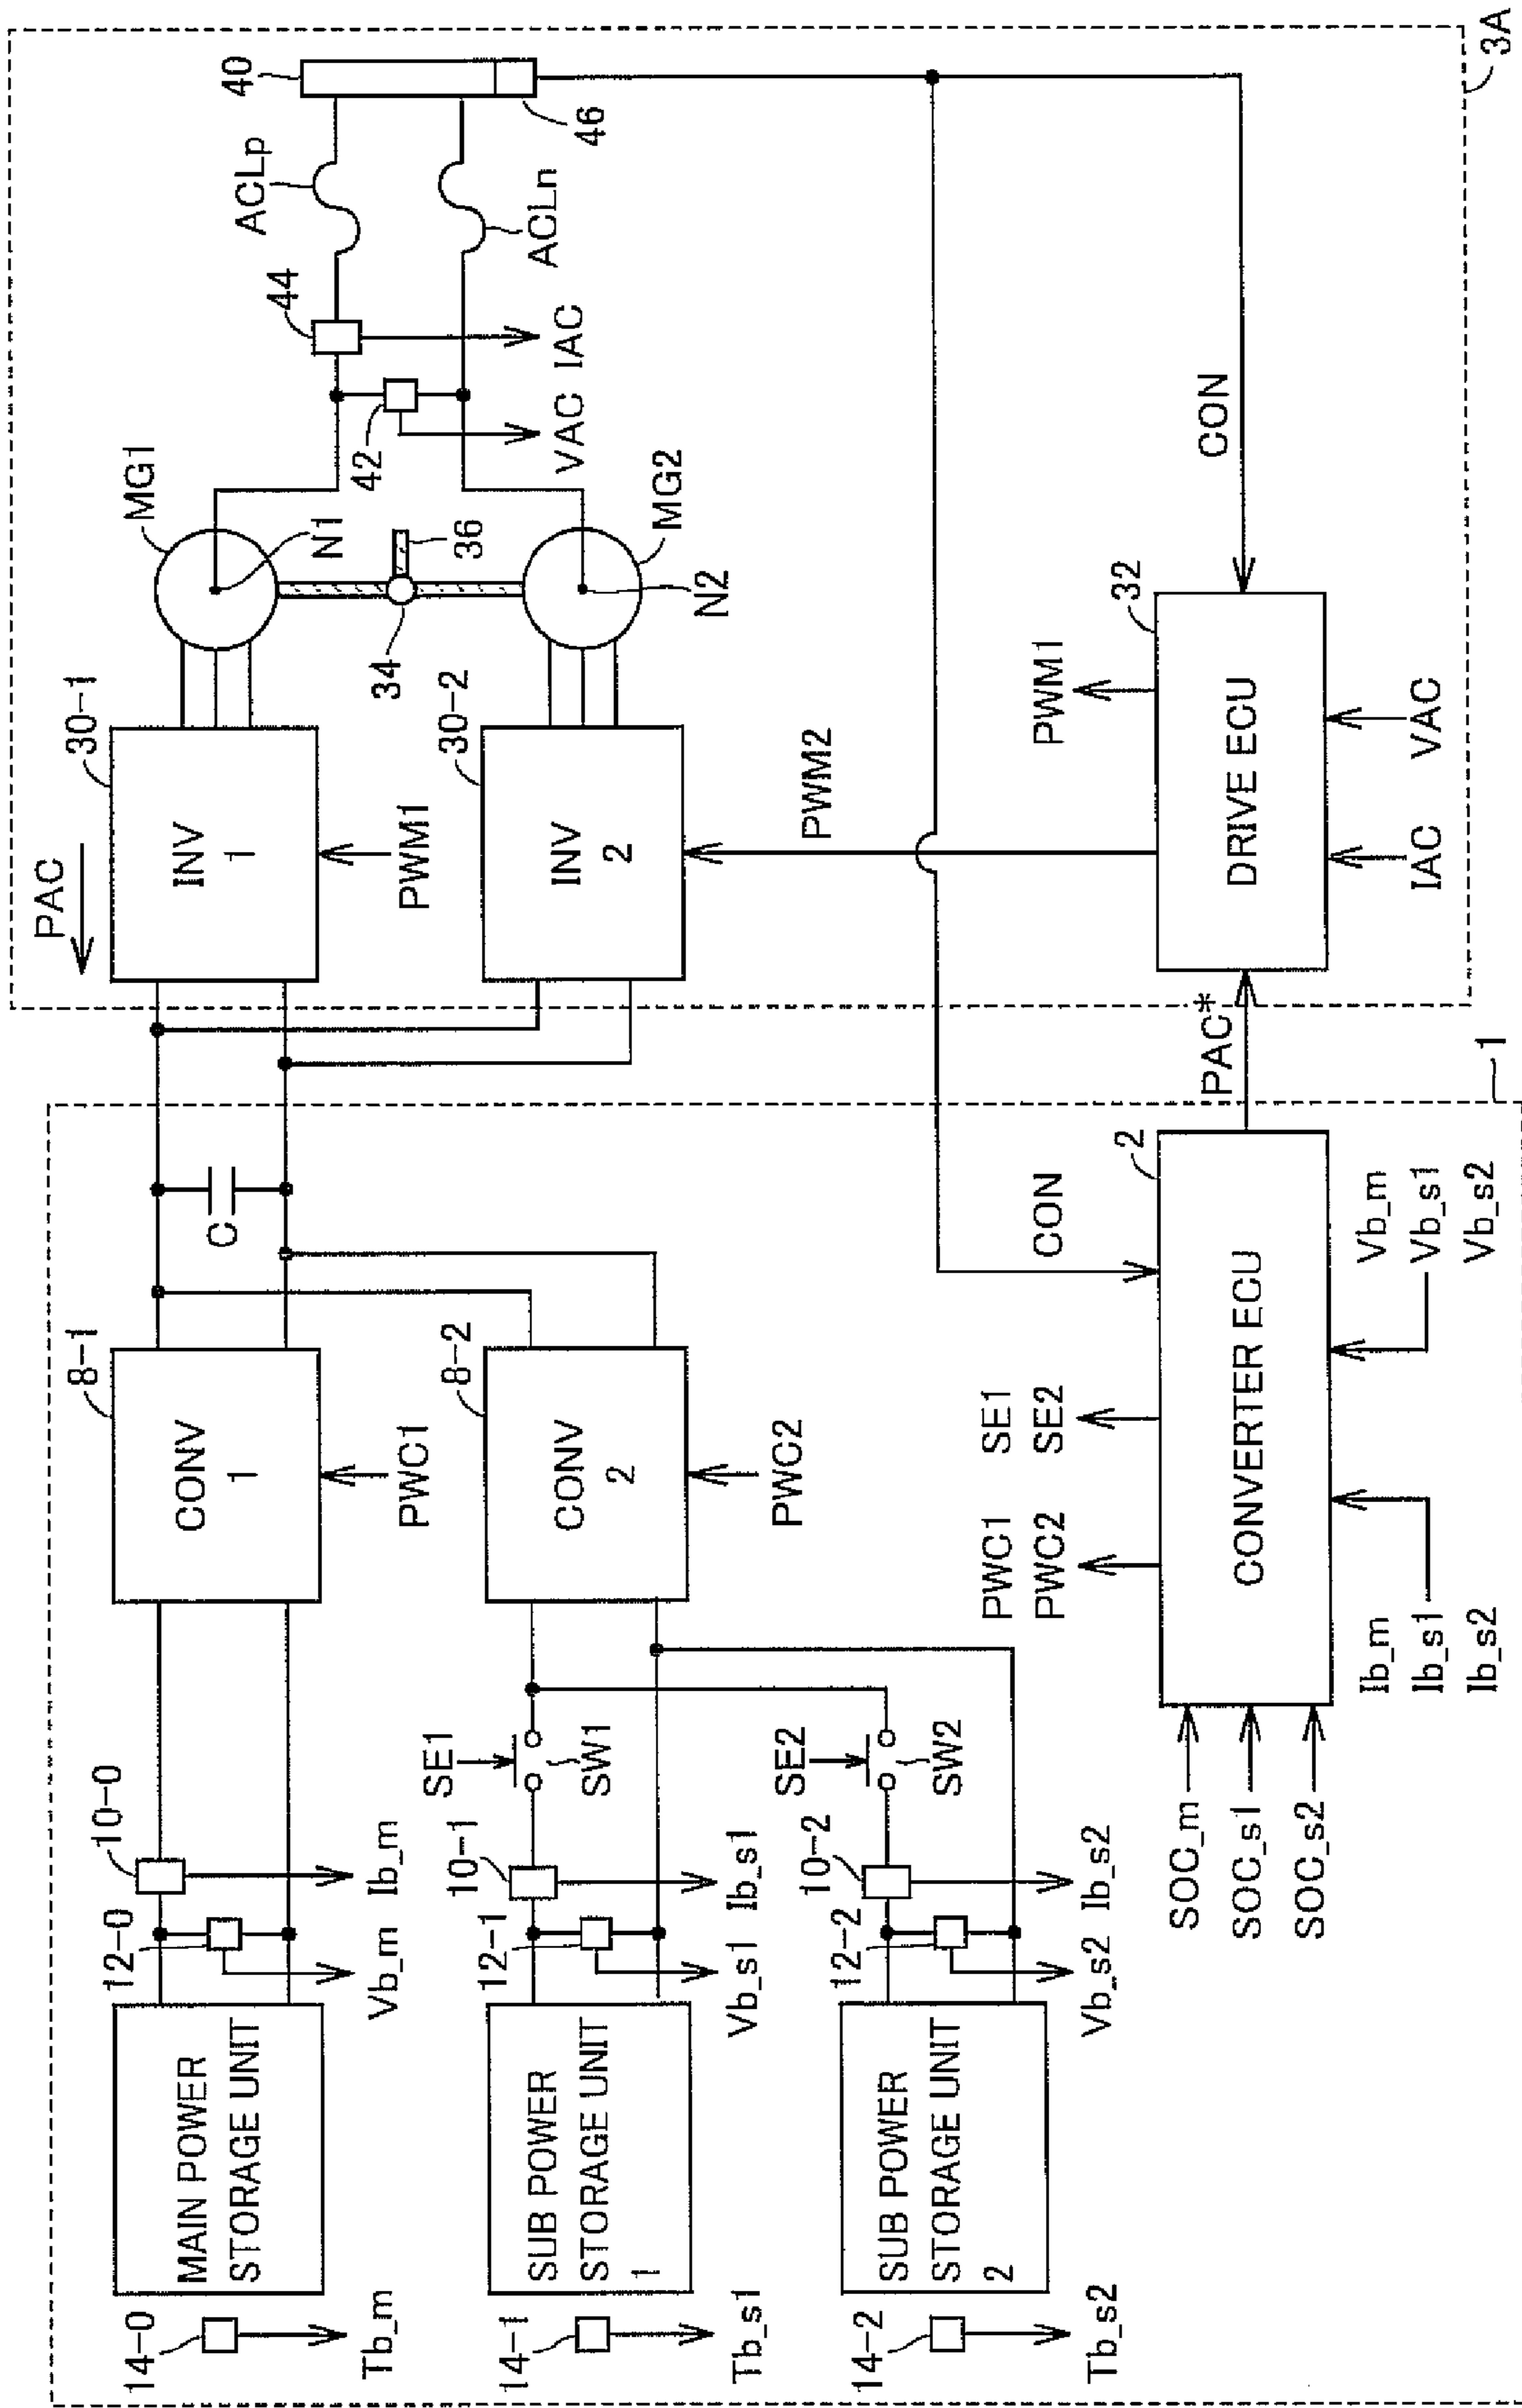 PAC
INV
1
30-1
PWM1
MG1
N1
34
36
MG2
N2
INV
2
30-2
PWM2
42
44
VAC
IAC
ACLp
ACLn
40
46
DRIVE ECU
32
PWM1
IAC
VAC
CON
PAC*
3A
MAIN POWER
STORAGE UNIT
14-0
Tb_m
12-0
Vb_m
10-0
Ib_m
CONV
1
8-1
PWC1
C
SUB POWER
STORAGE UNIT
1
14-1
Tb_s1
12-1
Vb_s1
10-1
Ib_s1
SE1
SW1
CONV
2
8-2
PWC2
SUB POWER
STORAGE UNIT
2
14-2
Tb_s2
12-2
Vb_s2
10-2
Ib_s2
SE2
SW2
SOC_m
SOC_s1
SOC_s2
CONVERTER ECU
2
PWC1
PWC2
SE1
SE2
CON
Ib_m
Ib_s1
Ib_s2
Vb_m
Vb_s1
Vb_s2
1